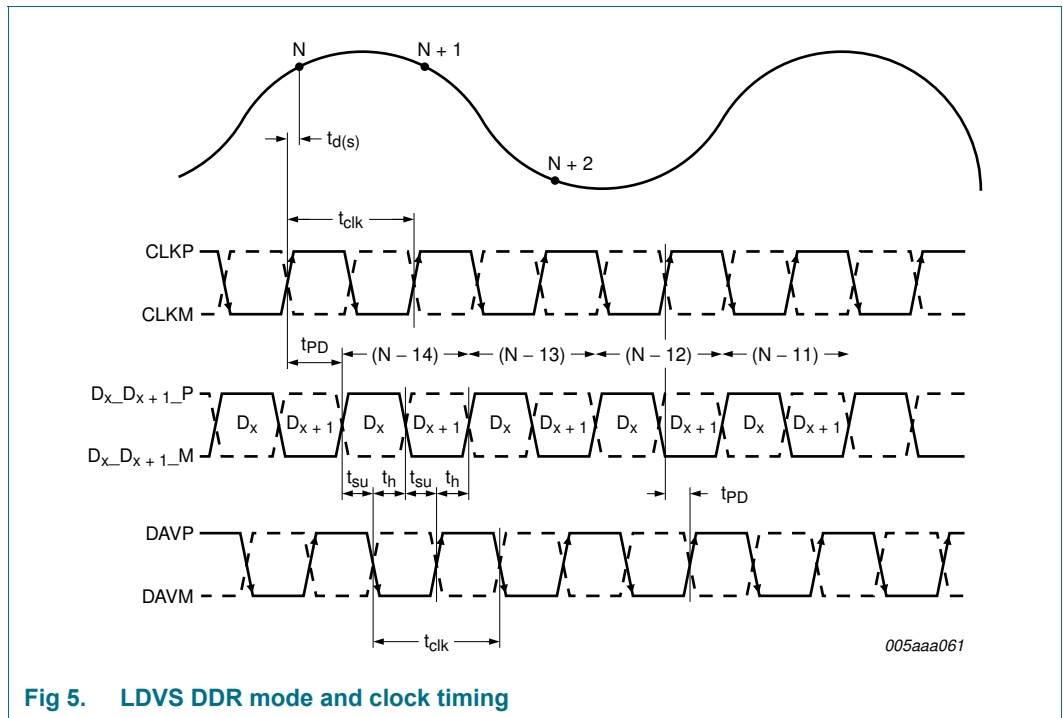 N N + 1
t_d(s)
N + 2
t_clk
CLKP
CLKM
t_PD (N − 14) (N − 13) (N − 12) (N − 11)
D_x_D_x + 1_P
D_x D_x + 1 D_x D_x + 1 D_x D_x + 1 D_x D_x + 1 D_x D_x + 1
D_x_D_x + 1_M
t_su t_h t_su t_h t_PD
DAVP
DAVM
t_clk
005aaa061
Fig 5. LDVS DDR mode and clock timing